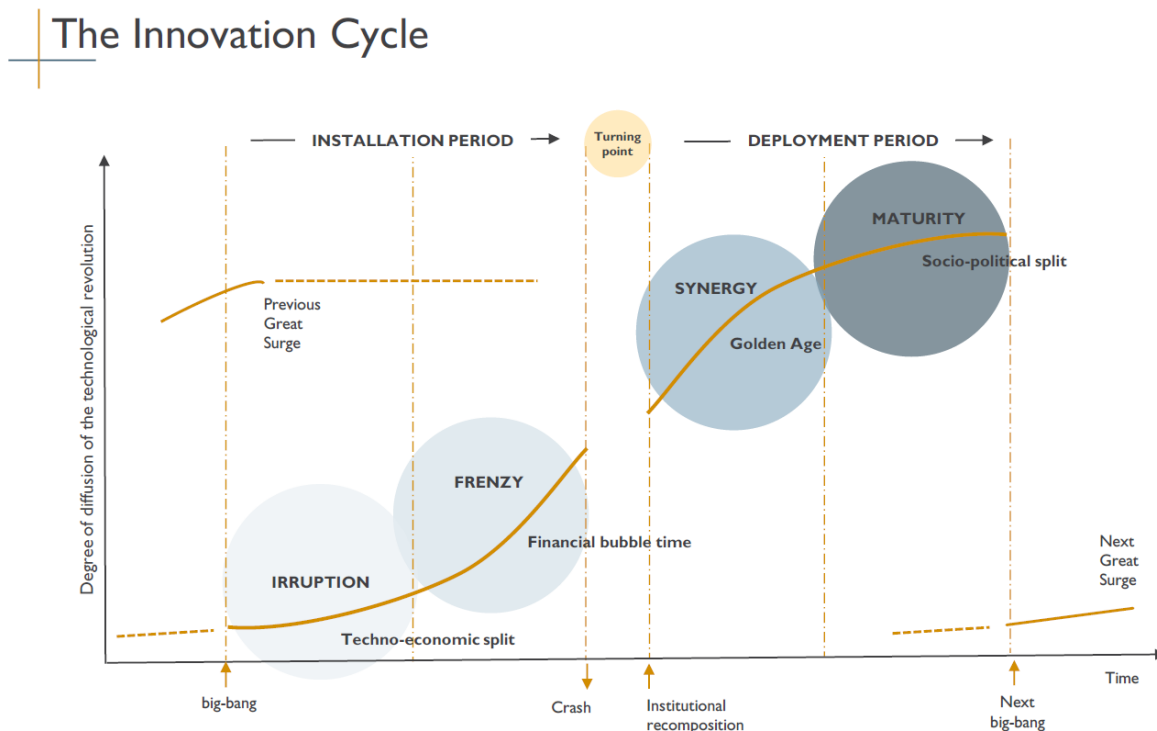 The Innovation Cycle
INSTALLATION PERIOD
Turning
point
DEPLOYMENT PERIOD
Degree of diffusion of the technological revolution
MATURITY
Socio-political split
SYNERGY
Golden Age
Previous
Great
Surge
FRENZY
Financial bubble time
IRRUPTION
Techno-economic split
Next
Great
Surge
Time
big-bang
Crash
Institutional
recomposition
Next
big-bang